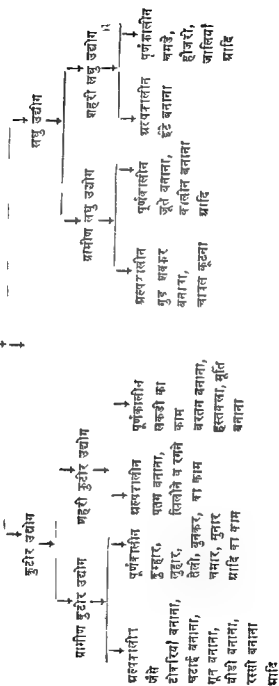 कुटीर उद्योग
ग्रामीण कुटीर उद्योग
अल्पकालीन
जैसे
टोकरियाँ बनाना,
चटाई बनाना,
सूत बनाना,
बीडी बनाना,
रस्सी बनाना
आदि
पूर्णकालीन
कुम्हार,
लुहार,
तेली, बुनकर,
चमार, सुनार
आदि का काम
शहरी कुटीर उद्योग
अल्पकालीन
पतग बनाना,
खिलौने व रगने
का काम
पूर्णकालीन
लकडी का
काम
बरतन बनाना,
हस्तकला, मूर्ति
बनाना
लघु उद्योग
ग्रामीण लघु उद्योग
अल्पकालीन
गुड शक्कर
बनाना,
चावल कूटना
पूर्णकालीन
जूते बनाना,
कालीन बनाना
आदि
शहरी लघु उद्योग
अल्पकालीन
ईंटे बनाना
पूर्णकालीन
चमडे,
होजरी,
जालियाँ
आदि